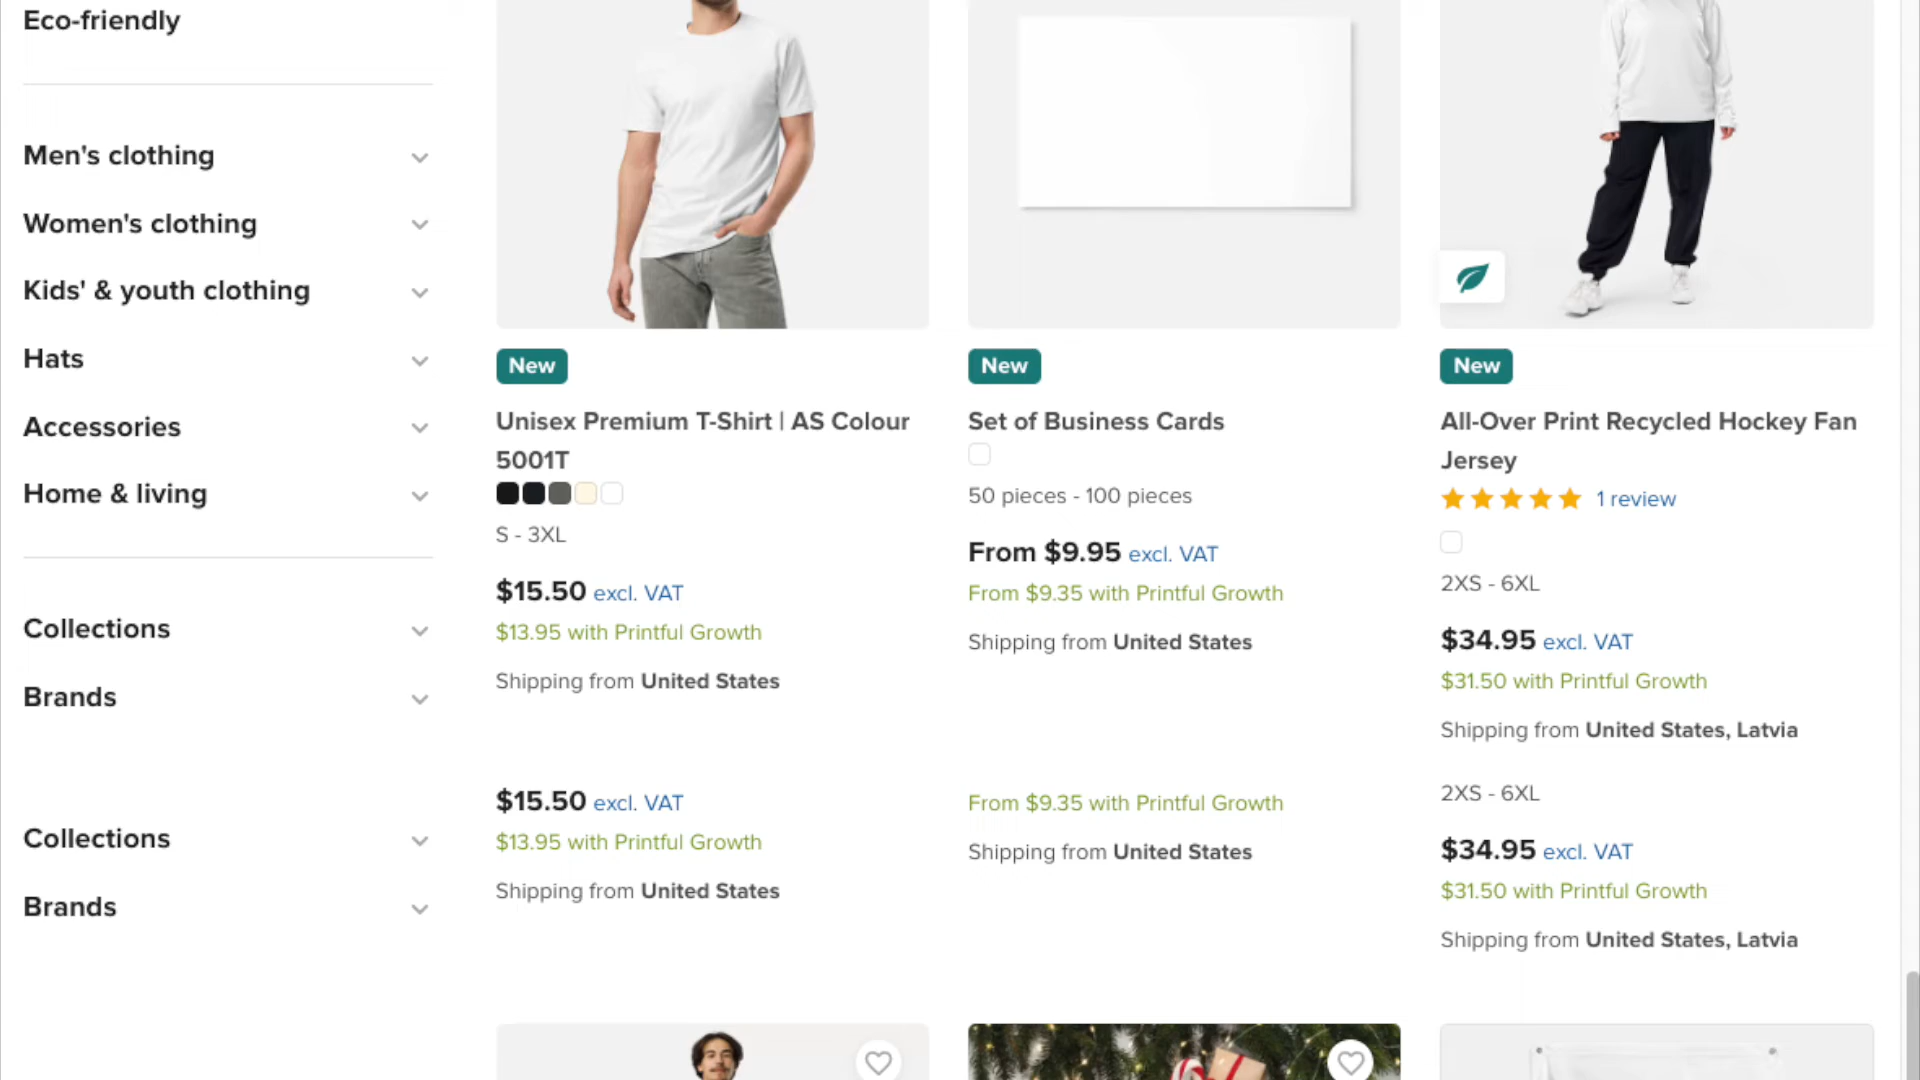 Eco-friendly
Men's clothing
Women's clothing
Kids' & youth clothing
Hats
Accessories
Home & living
Collections
Brands
Collections
Brands
New
Unisex Premium T-Shirt | AS Colour
5001T
S - 3XL
$15.50 excl. VAT
$13.95 with Printful Growth
Shipping from United States
$15.50 excl. VAT
$13.95 with Printful Growth
Shipping from United States
New
Set of Business Cards
50 pieces - 100 pieces
From $9.95 excl. VAT
From $9.35 with Printful Growth
Shipping from United States
From $9.35 with Printful Growth
Shipping from United States
New
All-Over Print Recycled Hockey Fan
Jersey
1 review
2XS - 6XL
$34.95 excl. VAT
$31.50 with Printful Growth
Shipping from United States, Latvia
2XS - 6XL
$34.95 excl. VAT
$31.50 with Printful Growth
Shipping from United States, Latvia